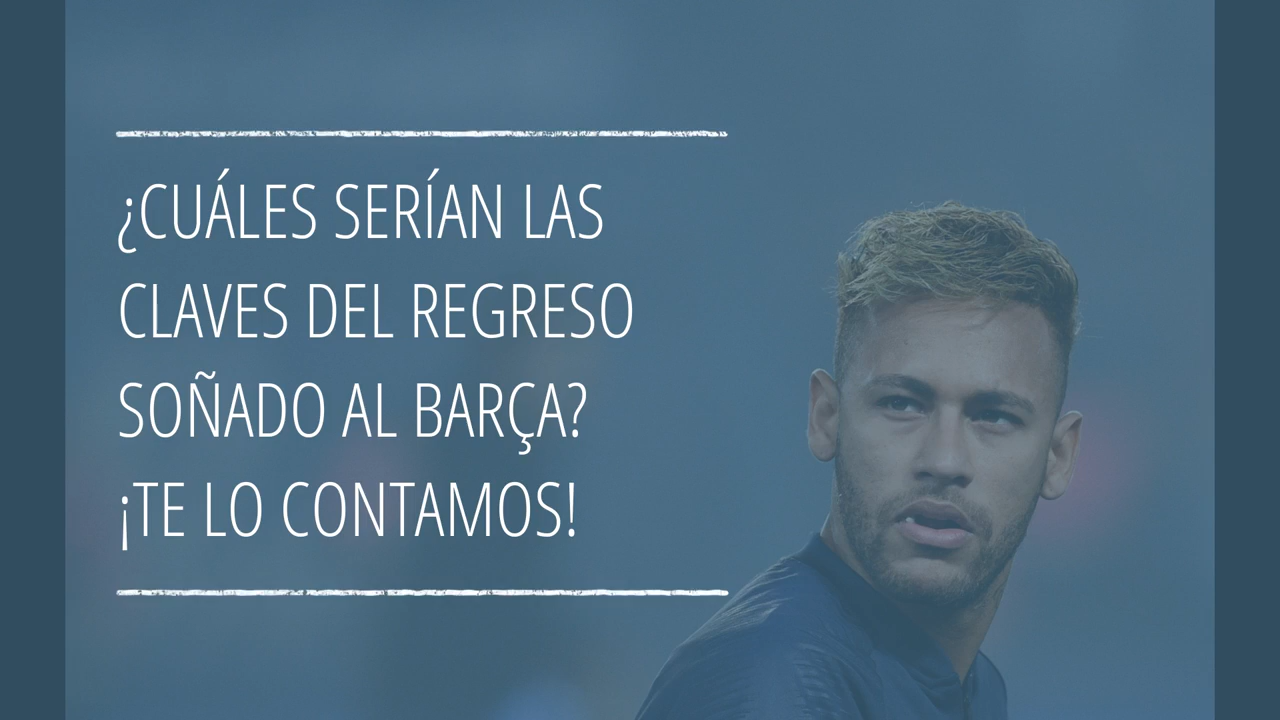 ¿CUÁLES SERÍAN LAS
CLAVES DEL REGRESO
SOÑADO AL BARÇA?
¡TE LO CONTAMOS!